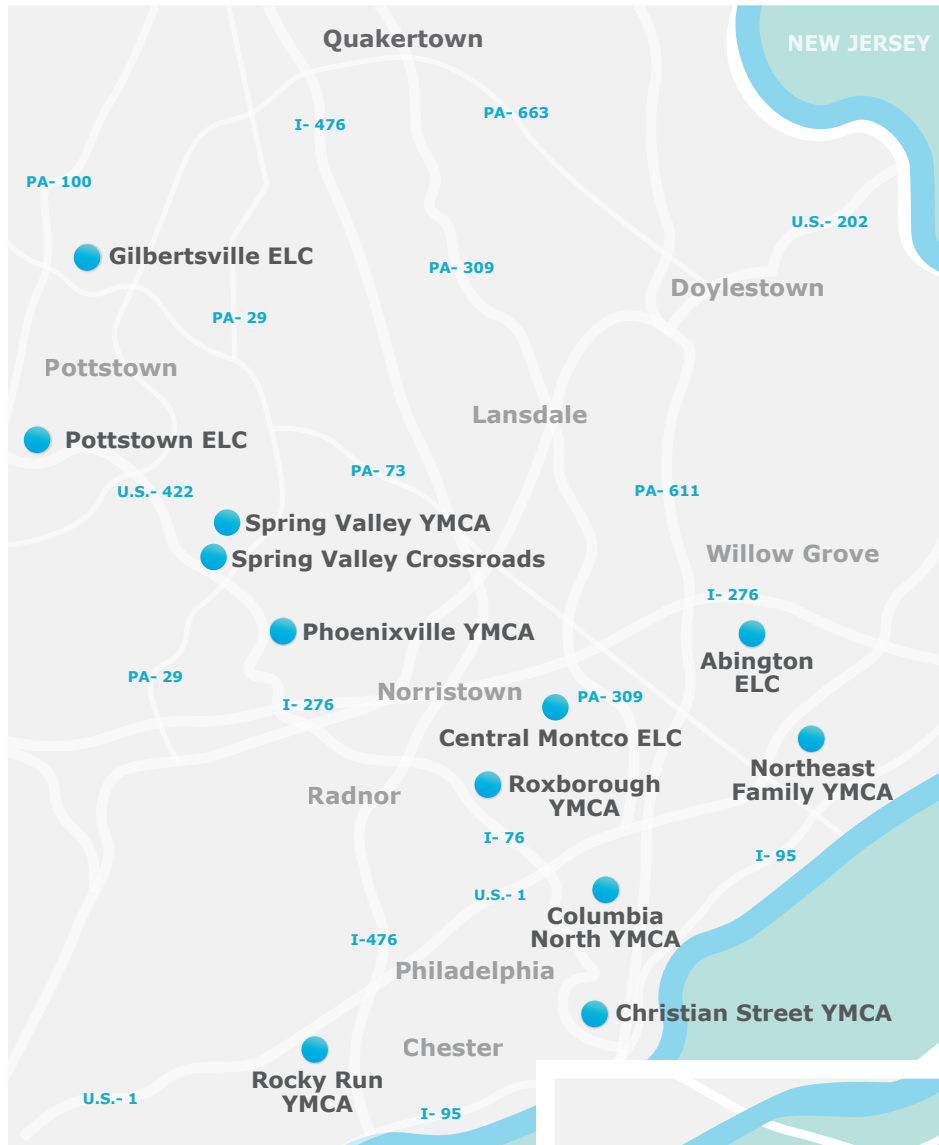 Quakertown
NEW JERSEY
PA- 663
I- 476
PA- 100
U.S.- 202
Gilbertsville ELC
PA- 309
Doylestown
PA- 29
Pottstown
Lansdale
Pottstown ELC
PA- 73
U.S.- 422
PA- 611
Spring Valley YMCA
Spring Valley Crossroads
Willow Grove
I- 276
Phoenixville YMCA
Abington
ELC
PA- 29
Norristown
I- 276
PA- 309
Central Montco ELC
Northeast
Family YMCA
Radnor
Roxborough
YMCA
I- 76
I- 95
U.S.- 1
Columbia
North YMCA
I-476
Philadelphia
Christian Street YMCA
Chester
Rocky Run
YMCA
U.S.- 1
I- 95